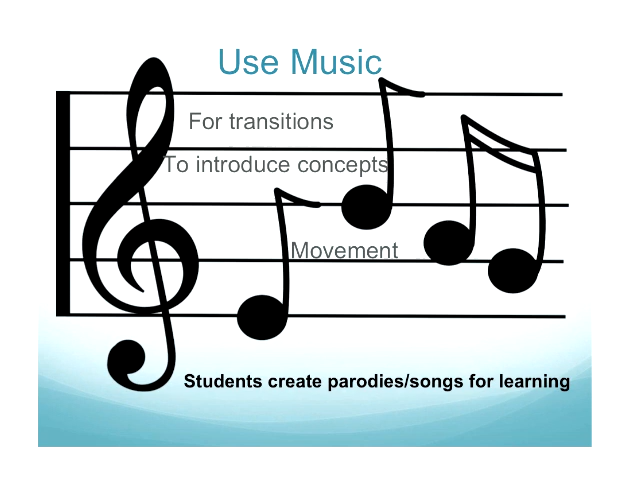 Use Music
For transitions
To introduce concepts
Movement
Students create parodies/songs for learning